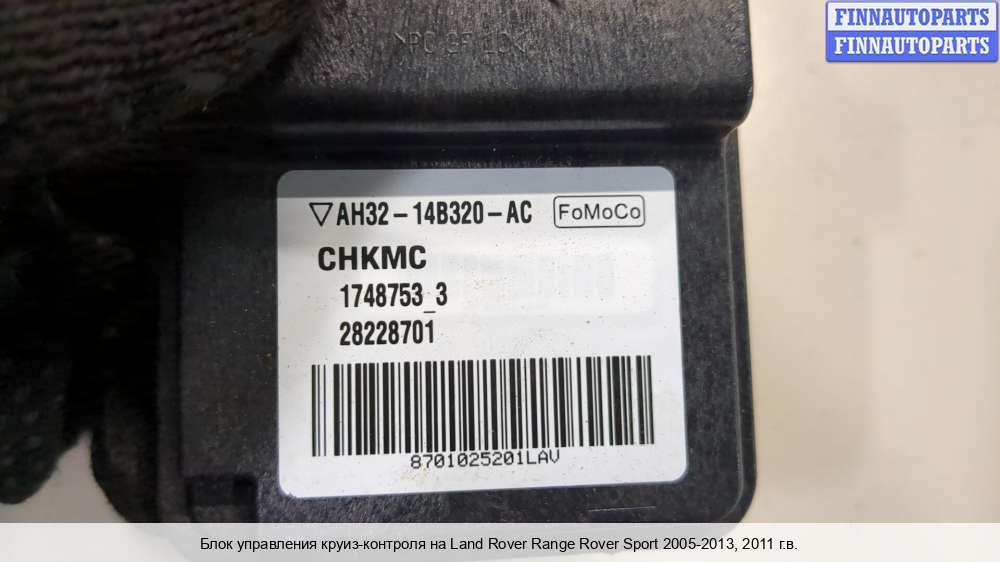 FINNAUTOPARTS
FINNAUTOPARTS
▽AH32-14B320-AC FoMoCo
CHKMC
1748753_3
28228701
8701025201LAV
Блок управления круиз-контроля на Land Rover Range Rover Sport 2005-2013, 2011 г.в.